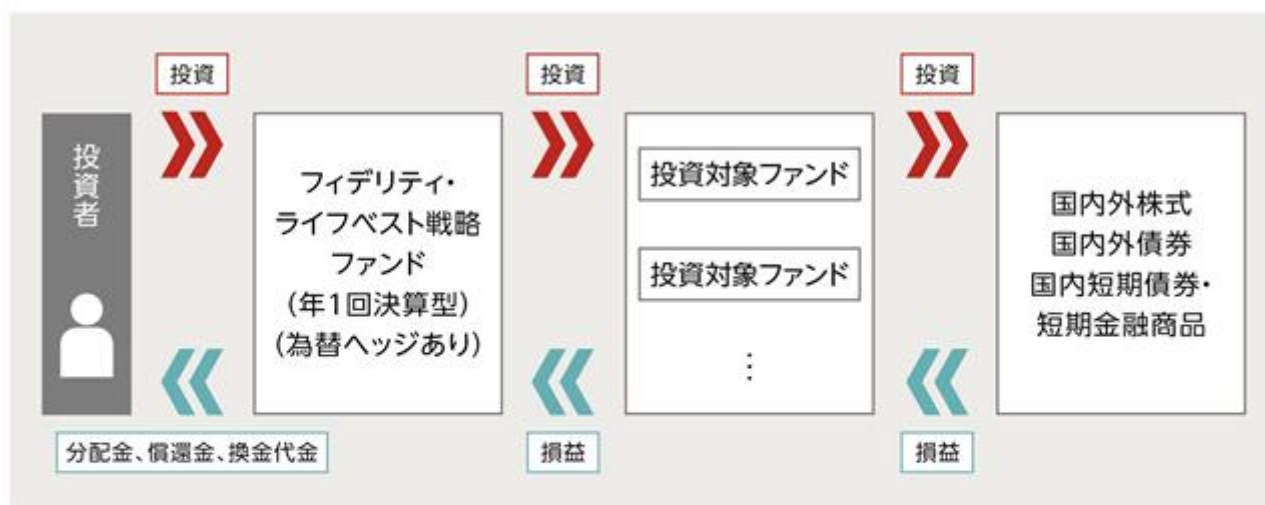 投資
投資
投資
投資者
フィデリティ・
ライフベスト戦略
ファンド
(年1回決算型)
(為替ヘッジあり)
投資対象ファンド
投資対象ファンド
⋮
国内外株式
国内外債券
国内短期債券・
短期金融商品
分配金、償還金、換金代金
損益
損益